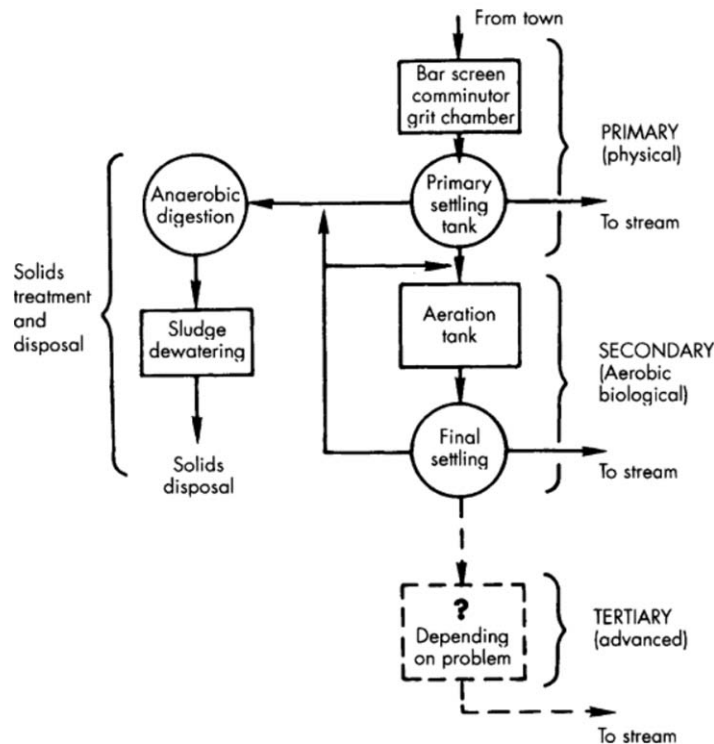 From town
Bar screen
comminutor
grit chamber
PRIMARY
(physical)
Anaerobic
digestion
Primary
settling
tank
To stream
Solids
treatment
and
disposal
Sludge
dewatering
Aeration
tank
SECONDARY
(Aerobic
biological)
Final
settling
Solids
disposal
To stream
?
Depending
on problem
TERTIARY
(advanced)
To stream